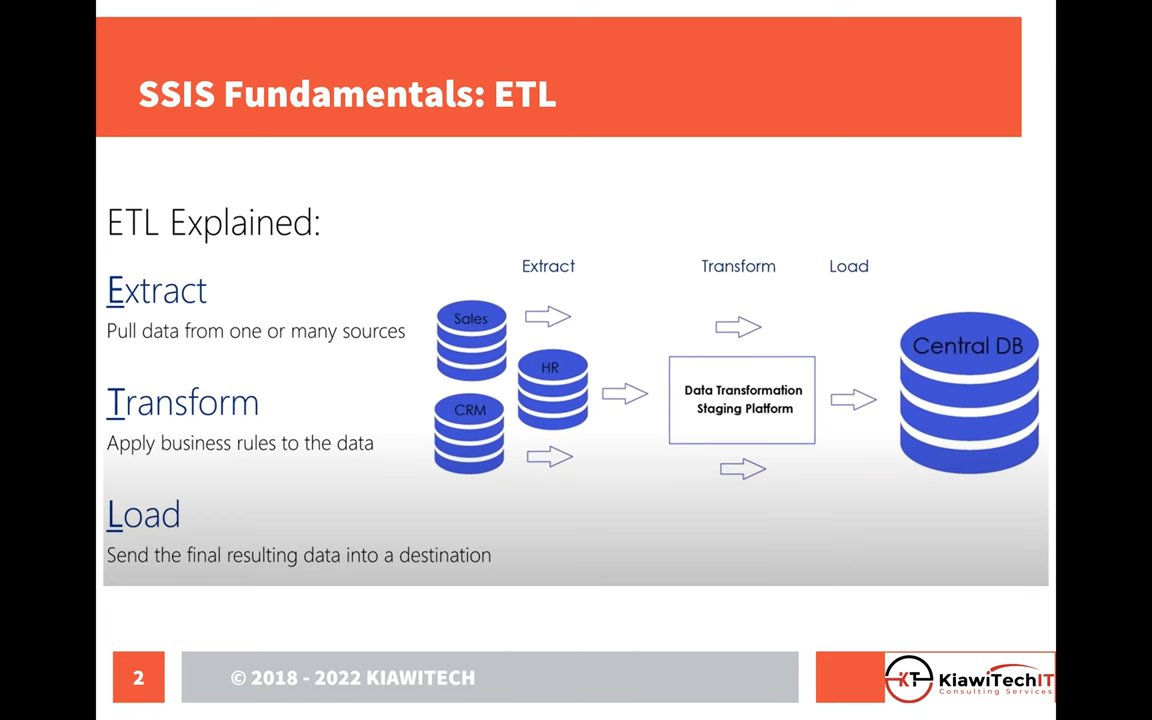 SSIS Fundamentals: ETL
ETL Explained:
Extract
Pull data from one or many sources
Transform
Apply business rules to the data
Load
Send the final resulting data into a destination
Extract
Transform
Load
Sales
HR
CRM
Data Transformation
Staging Platform
Central DB
2
© 2018 - 2022 KIAWITECH
KT
KiawiTechIT
Consulting Services